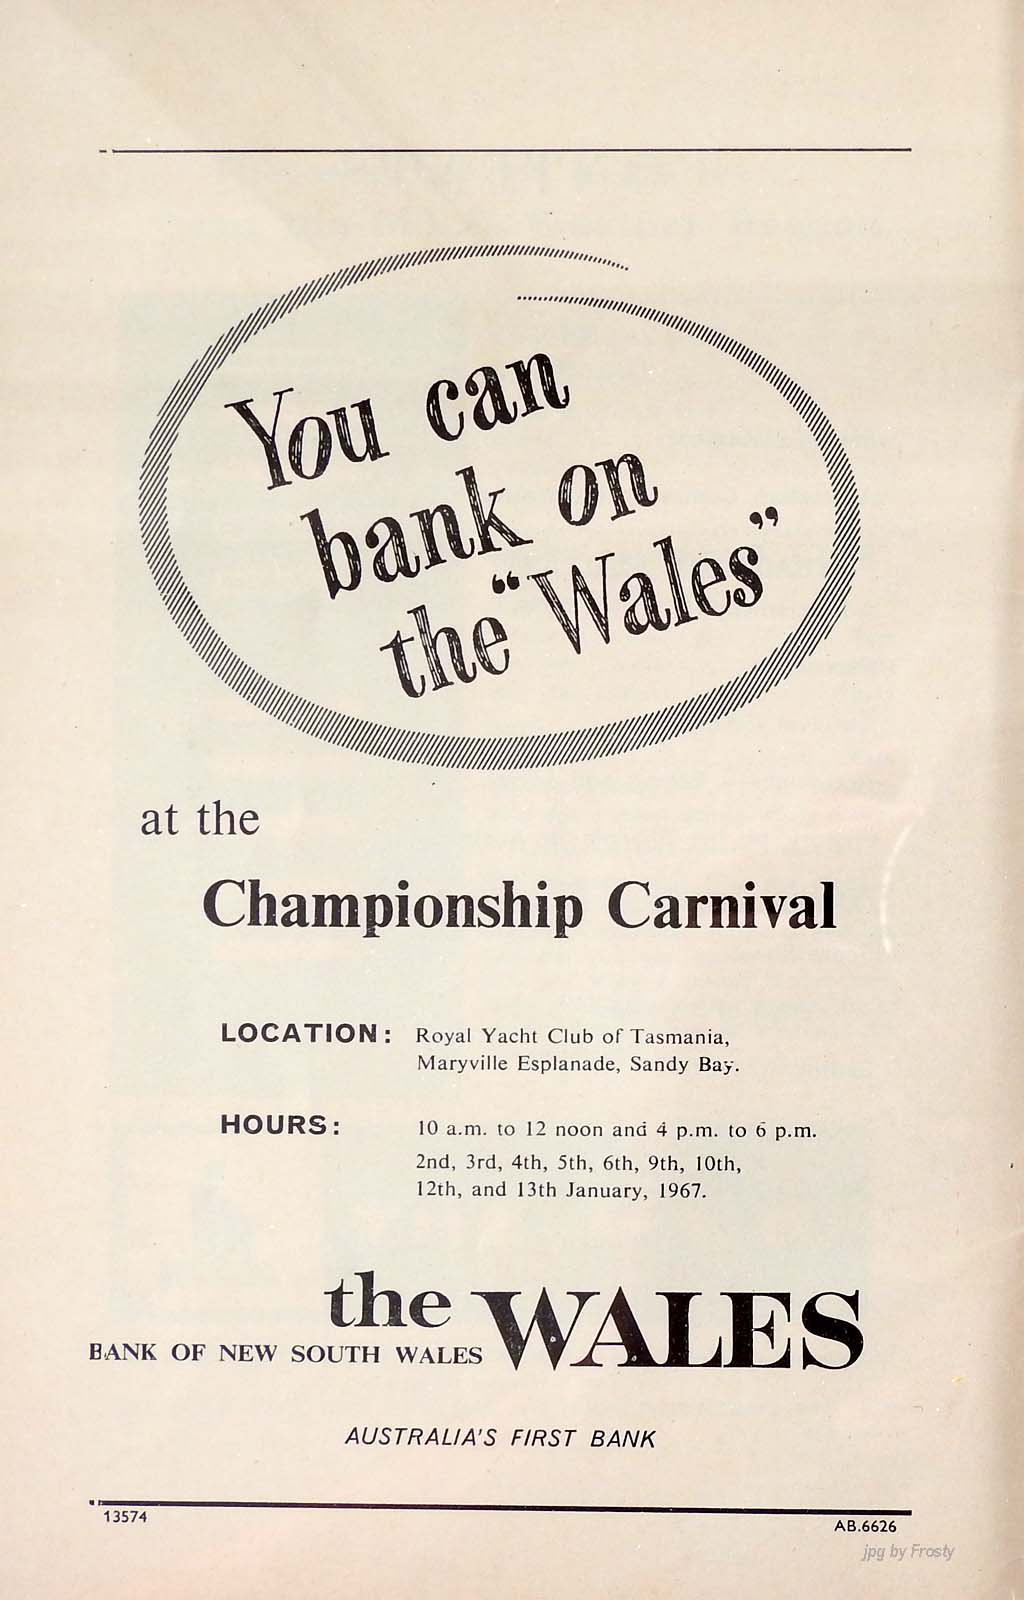 You can
bank on
the “Wales”
at the
Championship Carnival
LOCATION: Royal Yacht Club of Tasmania,
Maryville Esplanade, Sandy Bay.
HOURS: 10 a.m. to 12 noon and 4 p.m. to 6 p.m.
2nd, 3rd, 4th, 5th, 6th, 9th, 10th,
12th, and 13th January, 1967.
the WALES
BANK OF NEW SOUTH WALES
AUSTRALIA'S FIRST BANK
13574
AB.6626
jpg by Frosty